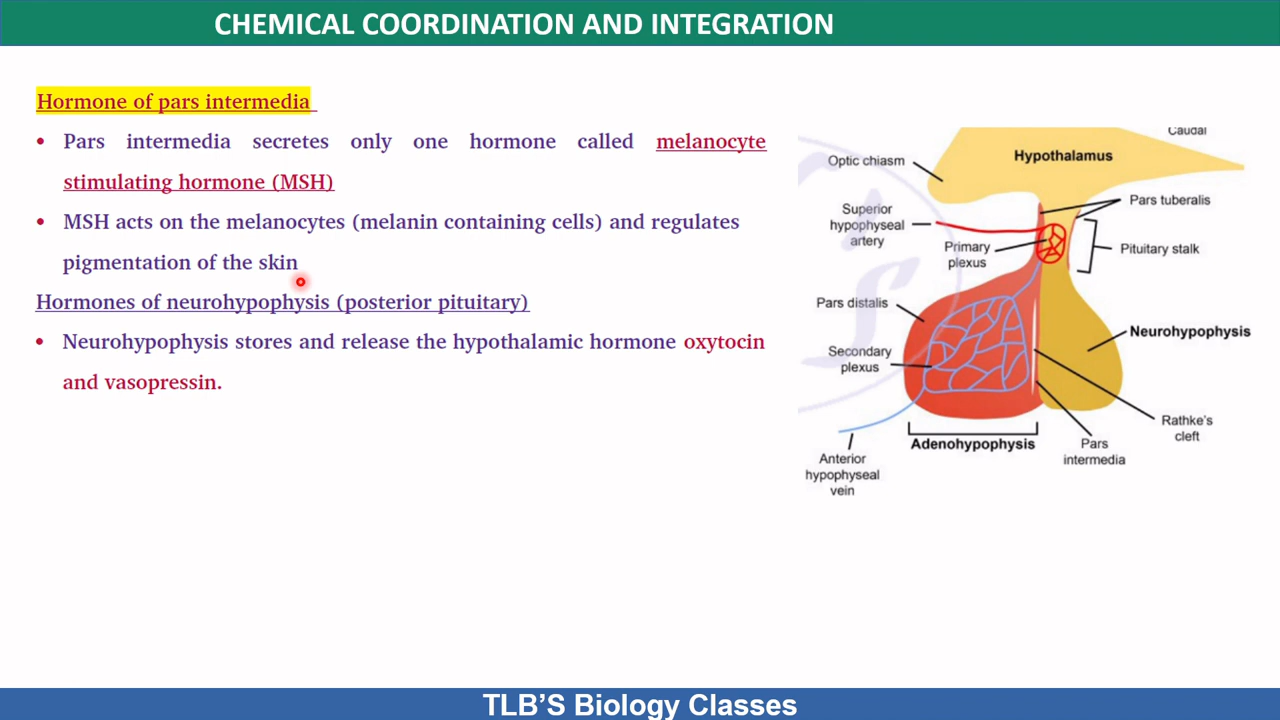 CHEMICAL COORDINATION AND INTEGRATION
Hormone of pars intermedia
• Pars intermedia secretes only one hormone called melanocyte
stimulating hormone (MSH)
• MSH acts on the melanocytes (melanin containing cells) and regulates
pigmentation of the skin
Hormones of neurohypophysis (posterior pituitary)
• Neurohypophysis stores and release the hypothalamic hormone oxytocin
and vasopressin.
Caudal
Optic chiasm
Hypothalamus
Superior
hypophyseal
artery
Pars tuberalis
Primary
plexus
Pituitary stalk
Pars distalis
Neurohypophysis
Secondary
plexus
Rathke's
cleft
Adenohypophysis
Pars
intermedia
Anterior
hypophyseal
vein
TLB'S Biology Classes